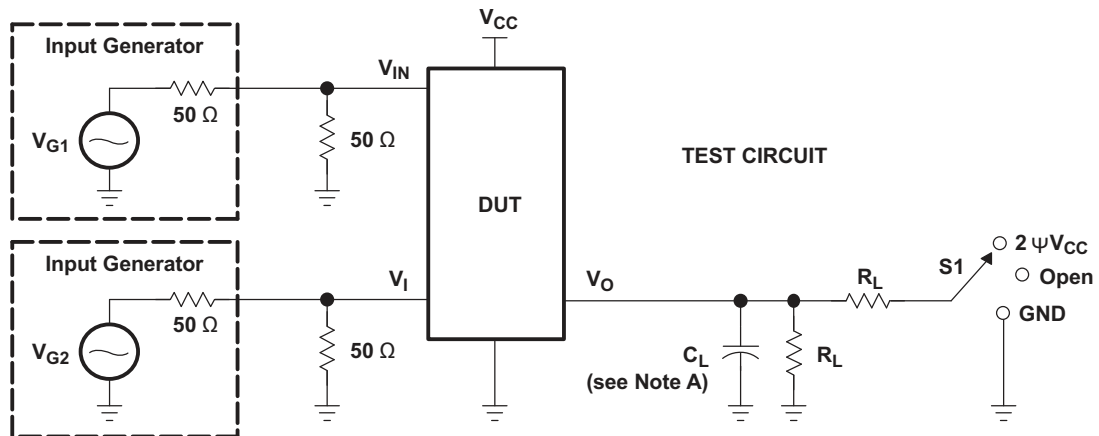 Input Generator
50 Ω
VG1
VIN
50 Ω
VCC
DUT
TEST CIRCUIT
Input Generator
50 Ω
VG2
VI
50 Ω
VO
CL
(see Note A)
RL
RL
S1
2 ΨVCC
Open
GND